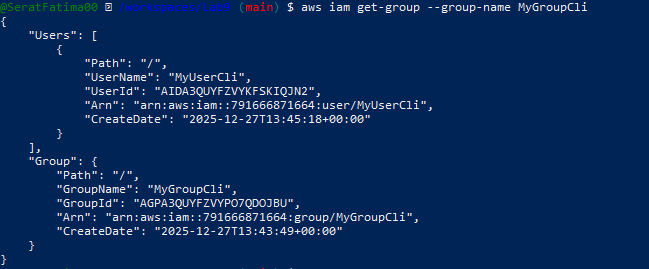 @SeratFatima00 (main) $ aws iam get-group --group-name MyGroupCli
{
    "Users": [
        {
            "Path": "/",
            "UserName": "MyUserCli",
            "UserId": "AIDA3QUYFZVYKFSKIQJN2",
            "Arn": "arn:aws:iam::791666871664:user/MyUserCli",
            "CreateDate": "2025-12-27T13:45:18+00:00"
        }
    ],
    "Group": {
        "Path": "/",
        "GroupName": "MyGroupCli",
        "GroupId": "AGPA3QUYFZVYPO7QDOJBU",
        "Arn": "arn:aws:iam::791666871664:group/MyGroupCli",
        "CreateDate": "2025-12-27T13:43:49+00:00"
    }
}